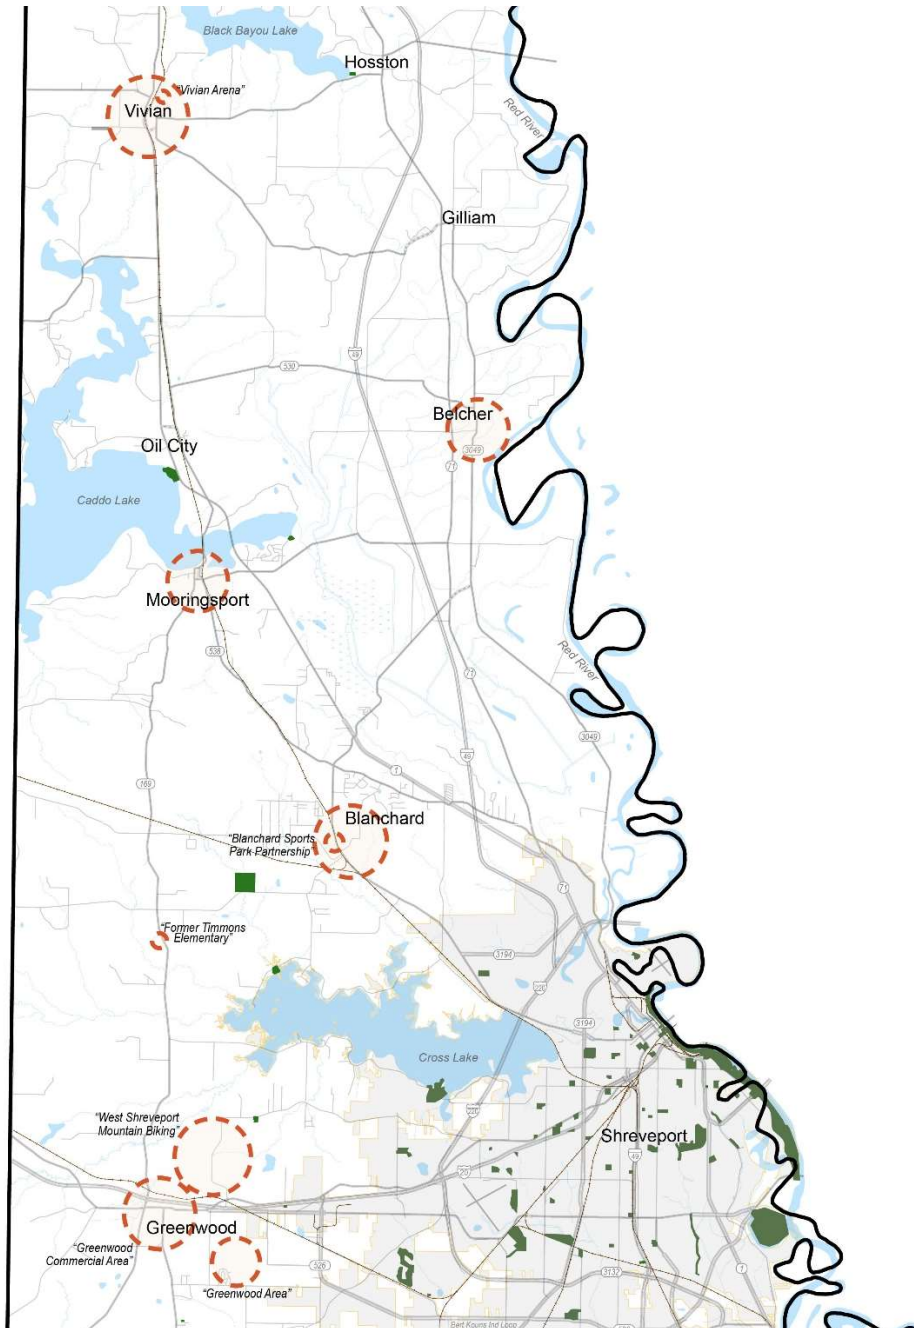 Black Bayou Lake
Hosston
"Vivian Arena"
Vivian
Red River
Gilliam
49
530
Belcher
3049
71
Oil City
Caddo Lake
Mooringsport
538
Red River
71
3049
49
1
169
Blanchard
"Blanchard Sports
Park Partnership"
71
"Former Timmons
Elementary"
3194
220
3194
Cross Lake
220
"West Shreveport
Mountain Biking"
Shreveport
49
20
Greenwood
"Greenwood
Commercial Area"
526
3132
1
"Greenwood Area"
Bert Kouns Ind Loop
526